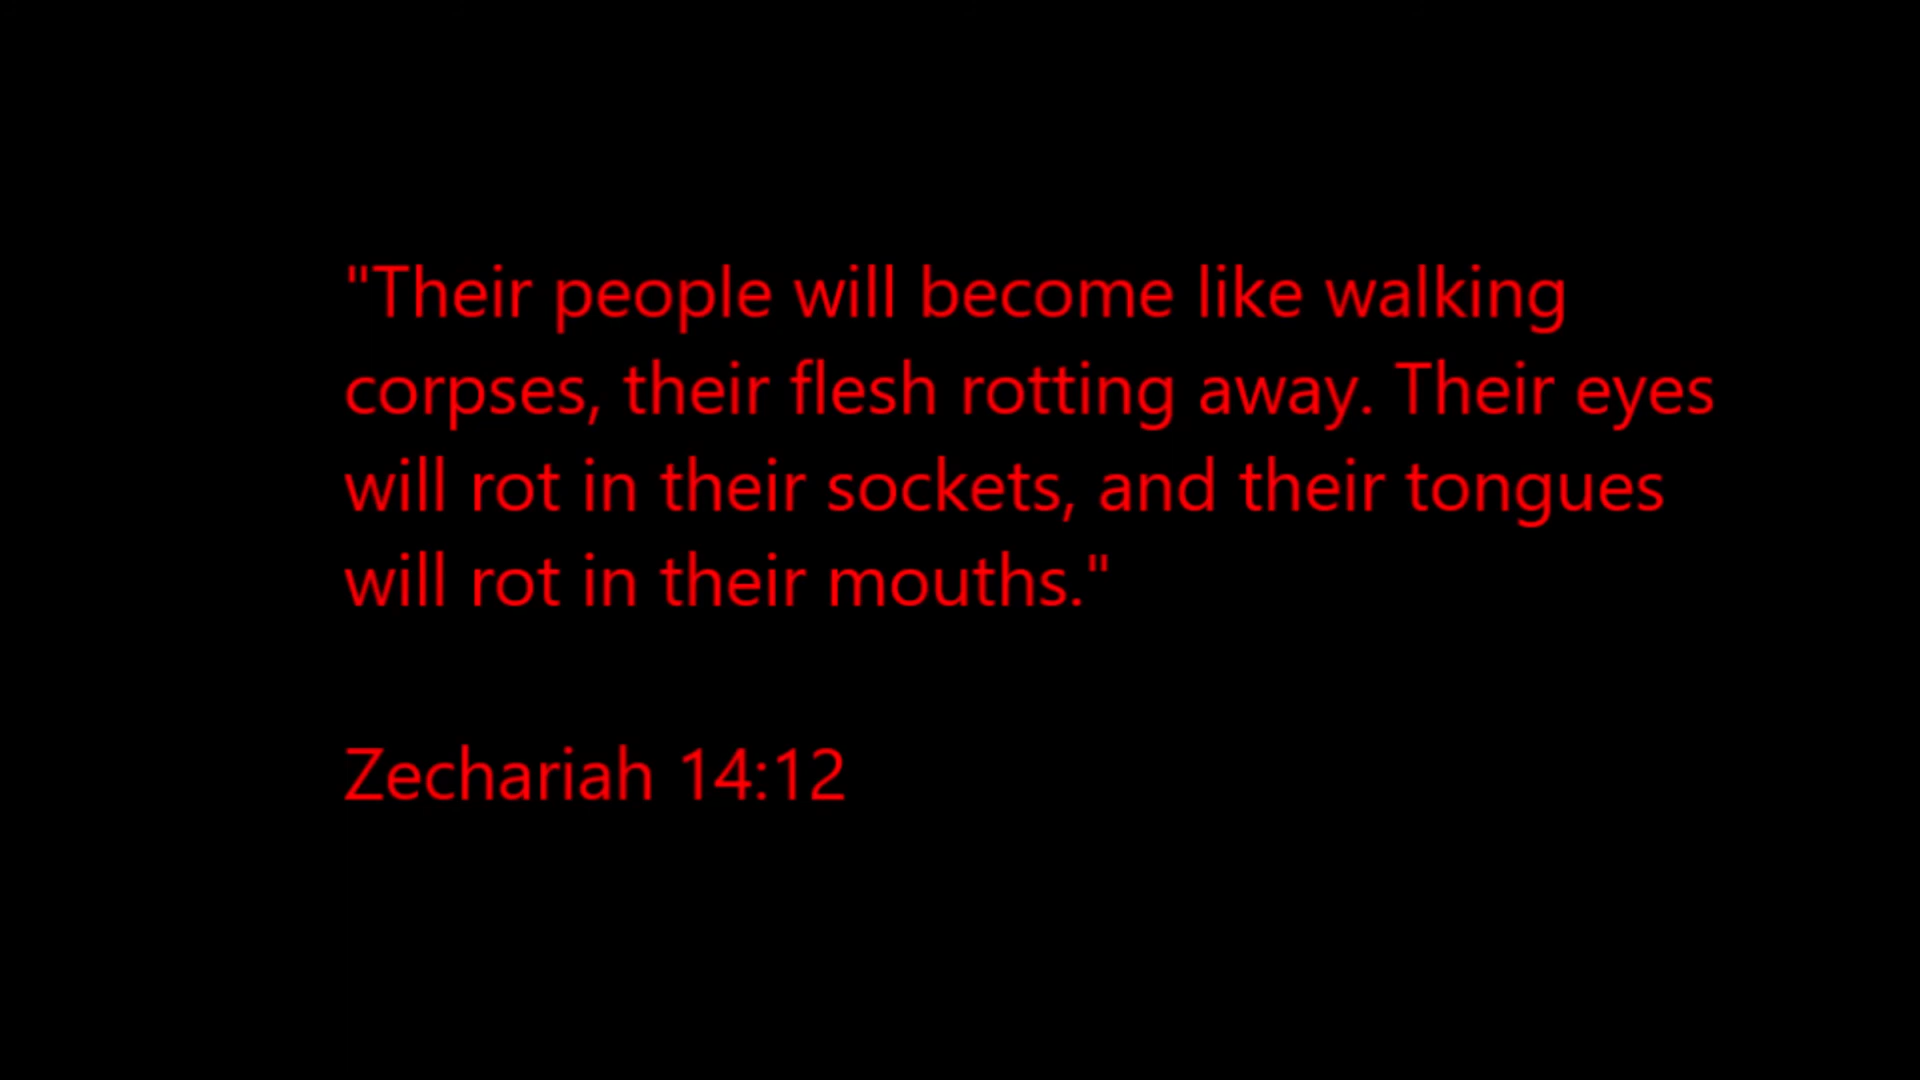 "Their people will become like walking
corpses, their flesh rotting away. Their eyes
will rot in their sockets, and their tongues
will rot in their mouths."
Zechariah 14:12